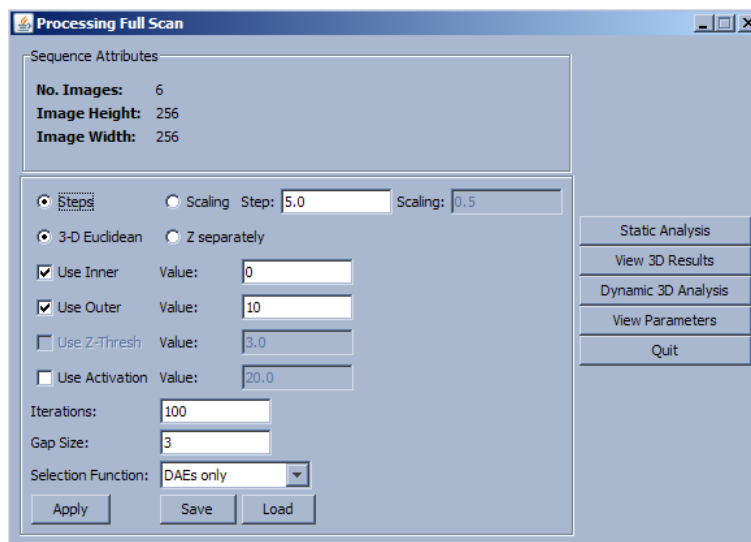 Processing Full Scan
Sequence Attributes
No. Images: 6
Image Height: 256
Image Width: 256
Steps Scaling Step: 5.0 Scaling: 0.5
3-D Euclidean Z separately
Use Inner Value: 0
Use Outer Value: 10
Use Z-Thresh Value: 3.0
Use Activation Value: 20.0
Iterations: 100
Gap Size: 3
Selection Function: DAEs only
Apply Save Load
Static Analysis
View 3D Results
Dynamic 3D Analysis
View Parameters
Quit